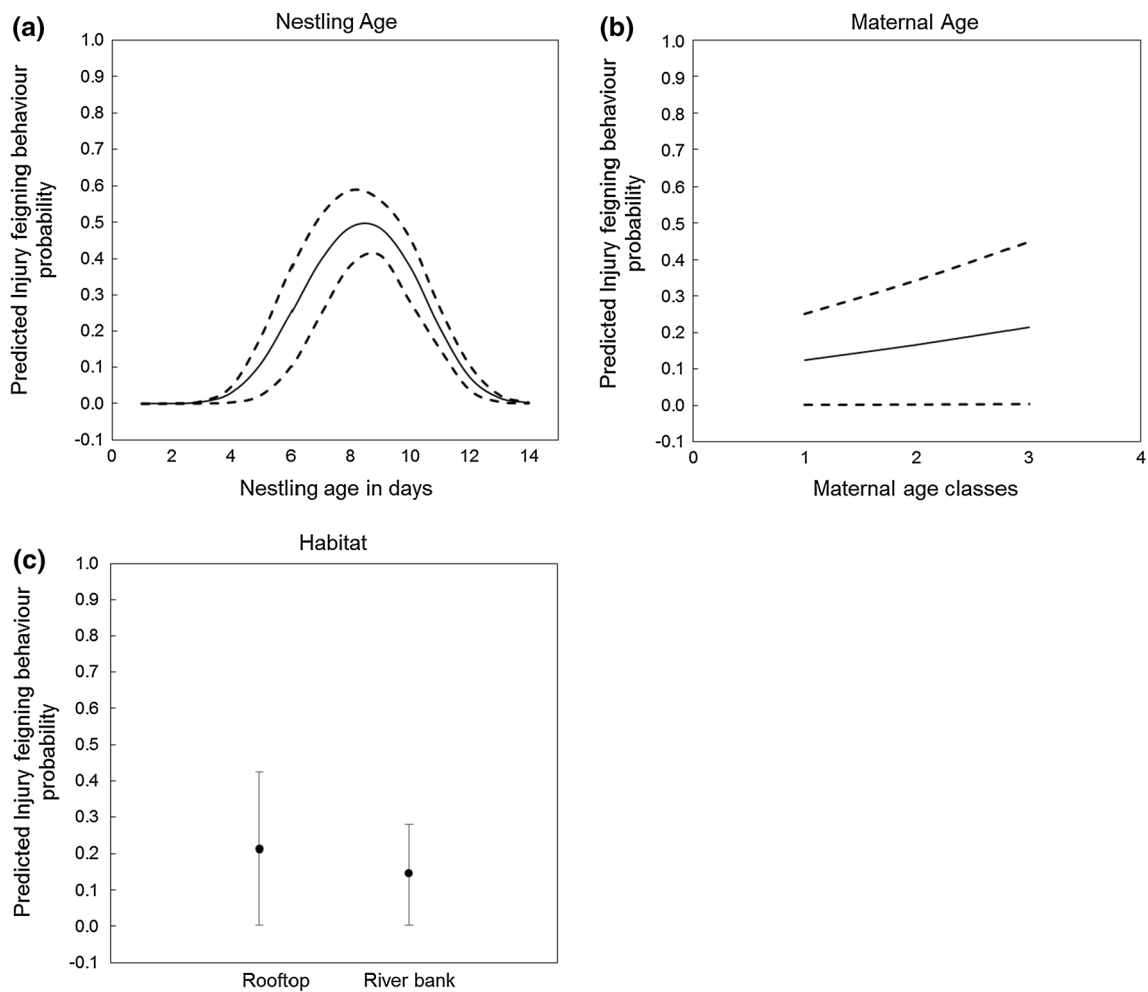 (a)
Nestling Age
Predicted Injury feigning behaviour
probability
1.0
0.9
0.8
0.7
0.6
0.5
0.4
0.3
0.2
0.1
0.0
-0.1
0 2 4 6 8 10 12 14
Nestling age in days
(b)
Maternal Age
Predicted Injury feigning behaviour
probability
1.0
0.9
0.8
0.7
0.6
0.5
0.4
0.3
0.2
0.1
0.0
-0.1
0 1 2 3 4
Maternal age classes
(c)
Habitat
Predicted Injury feigning behaviour
probability
1.0
0.9
0.8
0.7
0.6
0.5
0.4
0.3
0.2
0.1
0.0
-0.1
Rooftop River bank